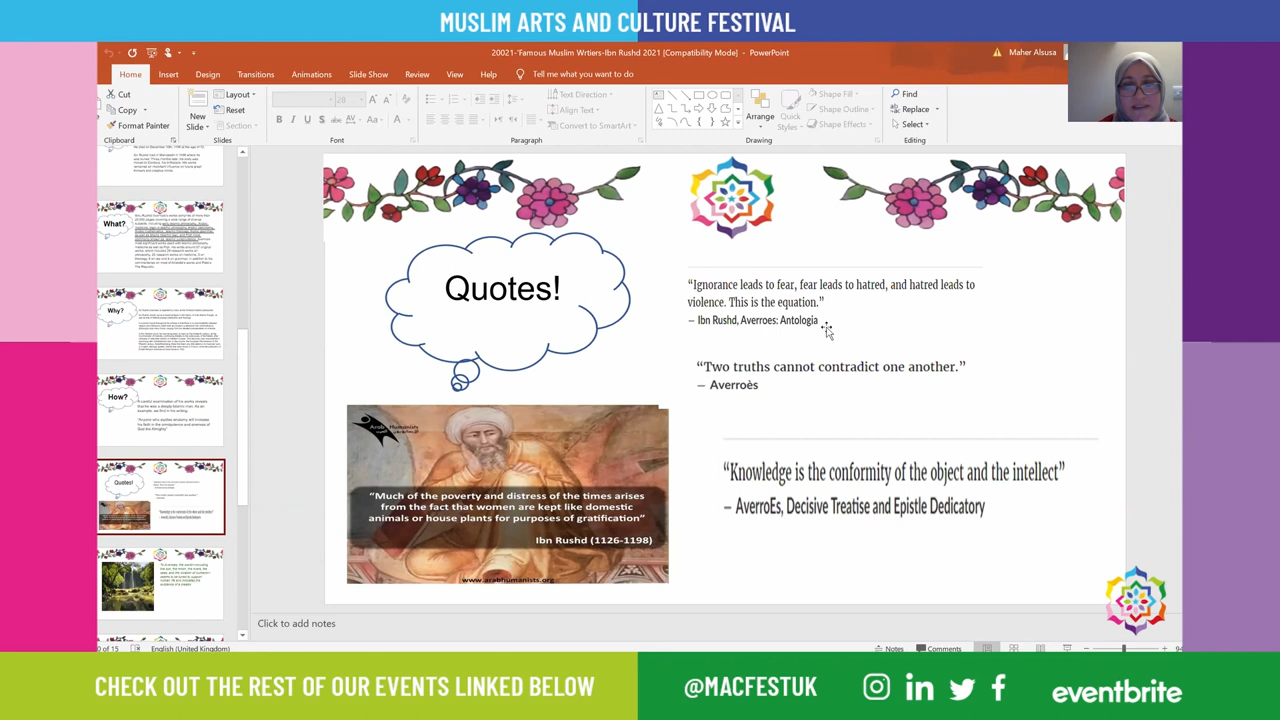 MUSLIM ARTS AND CULTURE FESTIVAL
20021-'Famous Muslim Wrtiers-Ibn Rushd 2021 [Compatibility Mode] - PowerPoint
Maher Alsusa
Home Insert Design Transitions Animations Slide Show Review View Help Tell me what you want to do
Cut
Copy
Format Painter
Clipboard
New
Slide
Layout
Reset
Section
Slides
28
Font
Text Direction
Align Text
Convert to SmartArt
Paragraph
Arrange
Quick
Styles
Shape Fill
Shape Outline
Shape Effects
Drawing
Find
Replace
Select
Editing
What?
Why?
How?
Quotes!
Quotes!
“Ignorance leads to fear, fear leads to hatred, and hatred leads to
violence. This is the equation.”
– Ibn Rushd, Averroes: Antologia
“Two truths cannot contradict one another.”
– Averroès
“Knowledge is the conformity of the object and the intellect”
– AverroEs, Decisive Treatise and Epistle Dedicatory
Arab Humanists
“Much of the poverty and distress of the times arises
from the fact that women are kept like domestic
animals or house plants for purposes of gratification”
Ibn Rushd (1126-1198)
www.arabhumanists.org
Click to add notes
of 15 English (United Kingdom) Notes Comments
CHECK OUT THE REST OF OUR EVENTS LINKED BELOW
@MACFESTUK
eventbrite